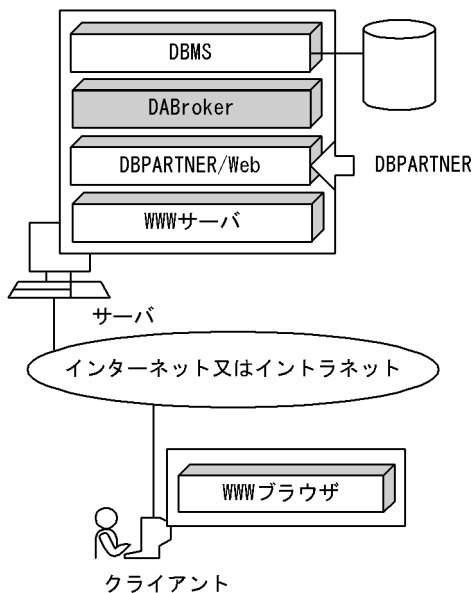 DBMS
DABroker
DBPARTNER/Web
DBPARTNER
WWWサーバ
サーバ
インターネット又はイントラネット
WWWブラウザ
クライアント